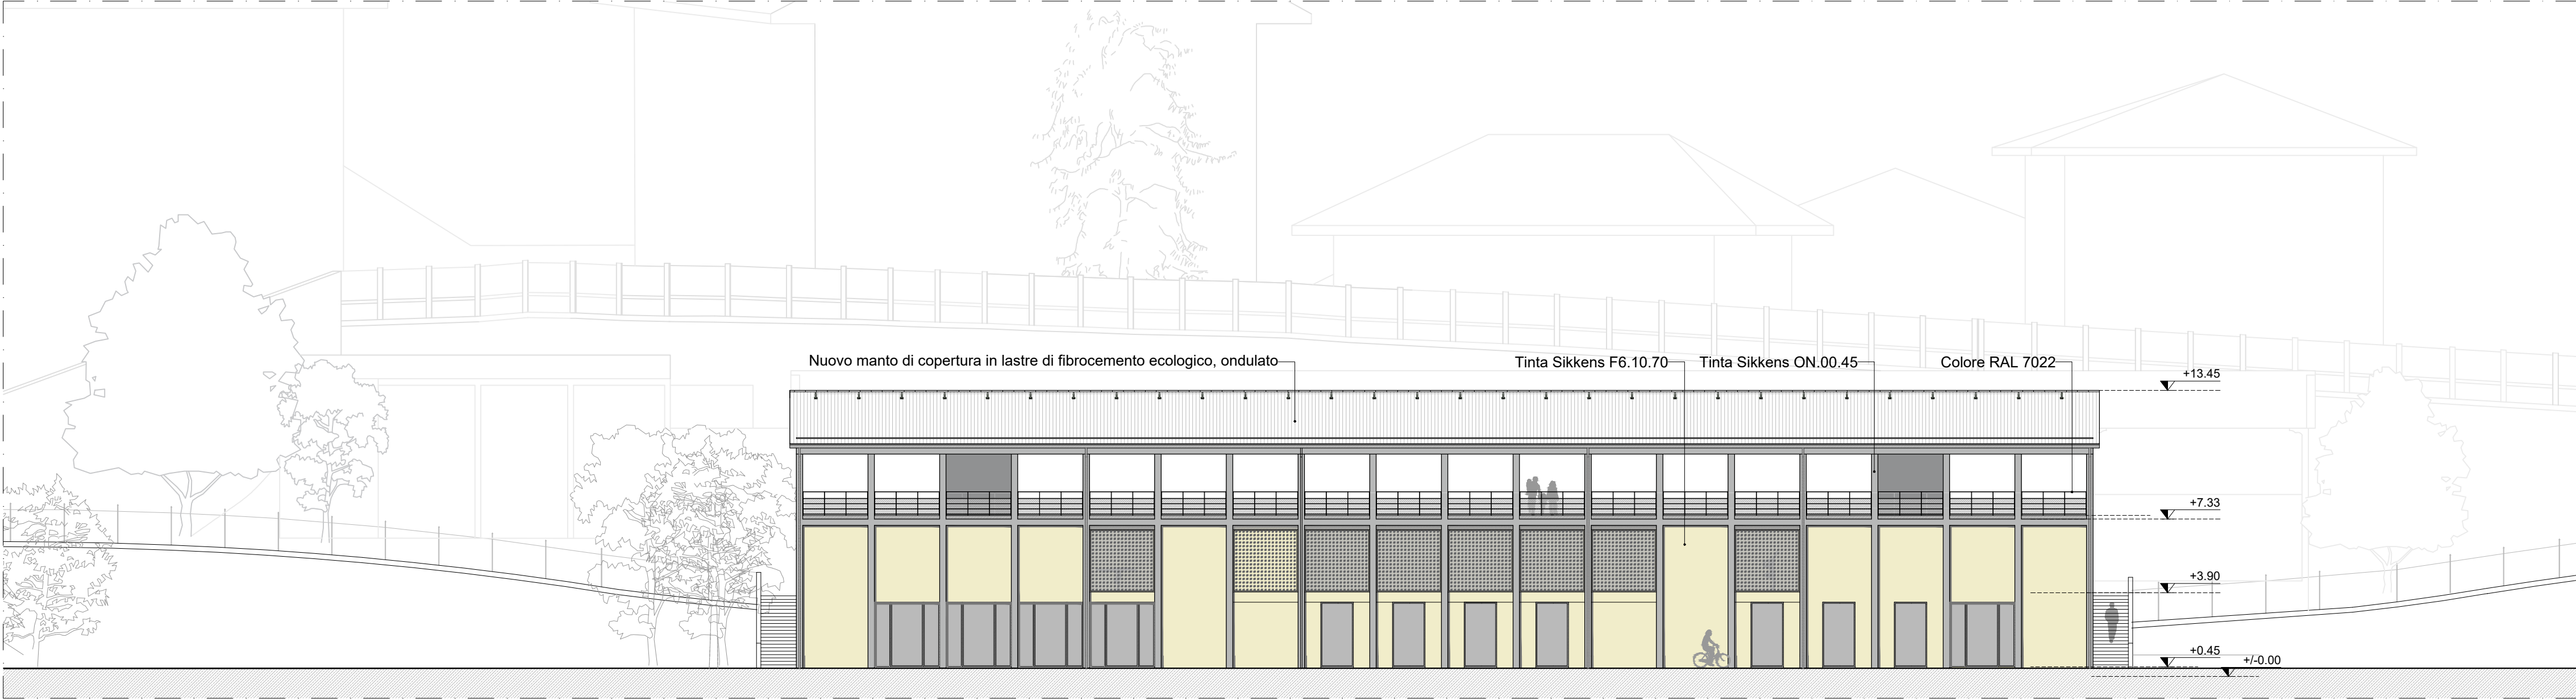 Nuovo manto di copertura in lastre di fibrocemento ecologico, ondulato
Tinta Sikkens F6.10.70
Tinta Sikkens ON.00.45
Colore RAL 7022
+13.45
+7.33
+3.90
+0.45
+/-0.00